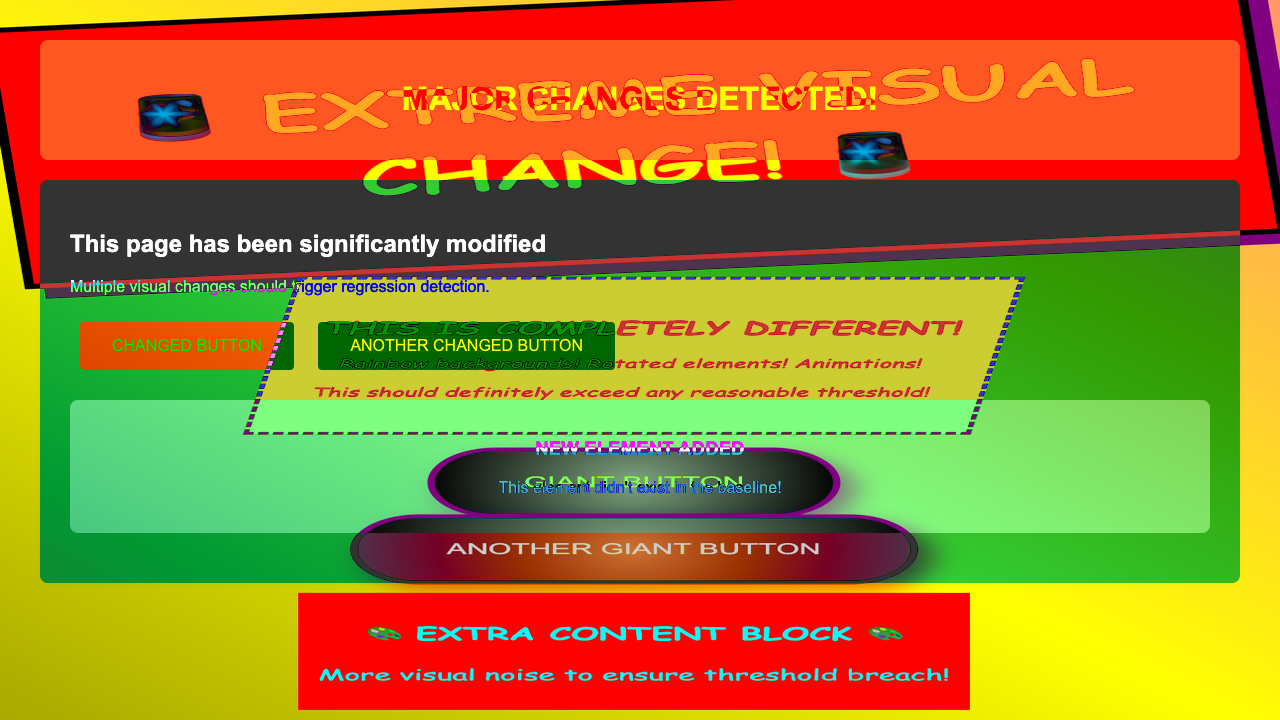 EXTREME VISUAL
MAJOR CHANGES DETECTED!
CHANGE!
This page has been significantly modified
Multiple visual changes should trigger regression detection.
THIS IS COMPLETELY DIFFERENT!
CHANGED BUTTON
ANOTHER CHANGED BUTTON
Rainbow backgrounds! Rotated elements! Animations!
This should definitely exceed any reasonable threshold!
NEW ELEMENT ADDED
GIANT BUTTON
This element didn't exist in the baseline!
ANOTHER GIANT BUTTON
EXTRA CONTENT BLOCK
More visual noise to ensure threshold breach!